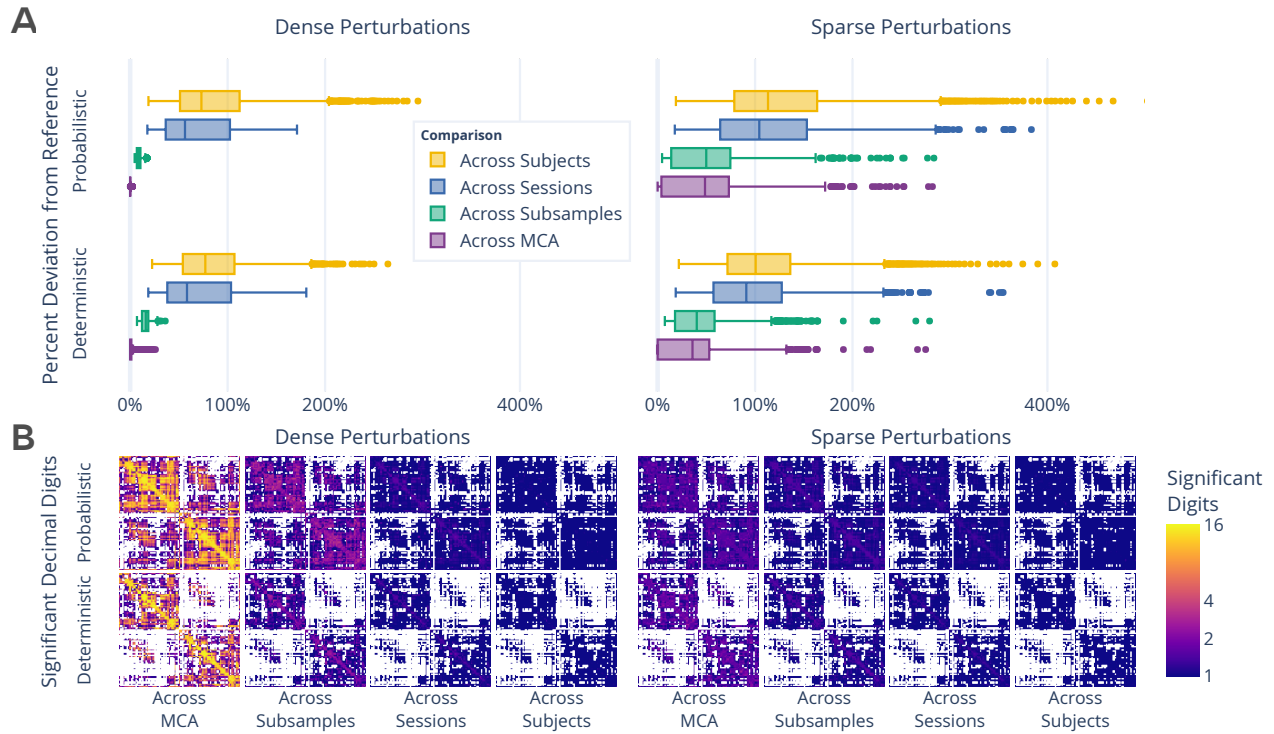 A
Dense Perturbations
Sparse Perturbations
Percent Deviation from Reference
Probabilistic
Deterministic
Comparison
Across Subjects
Across Sessions
Across Subsamples
Across MCA
0%
100%
200%
400%
0%
100%
200%
400%
B
Dense Perturbations
Sparse Perturbations
Significant Decimal Digits
Probabilistic
Deterministic
Significant
Digits
16
4
2
1
Across
MCA
Across
Subsamples
Across
Sessions
Across
Subjects
Across
MCA
Across
Subsamples
Across
Sessions
Across
Subjects